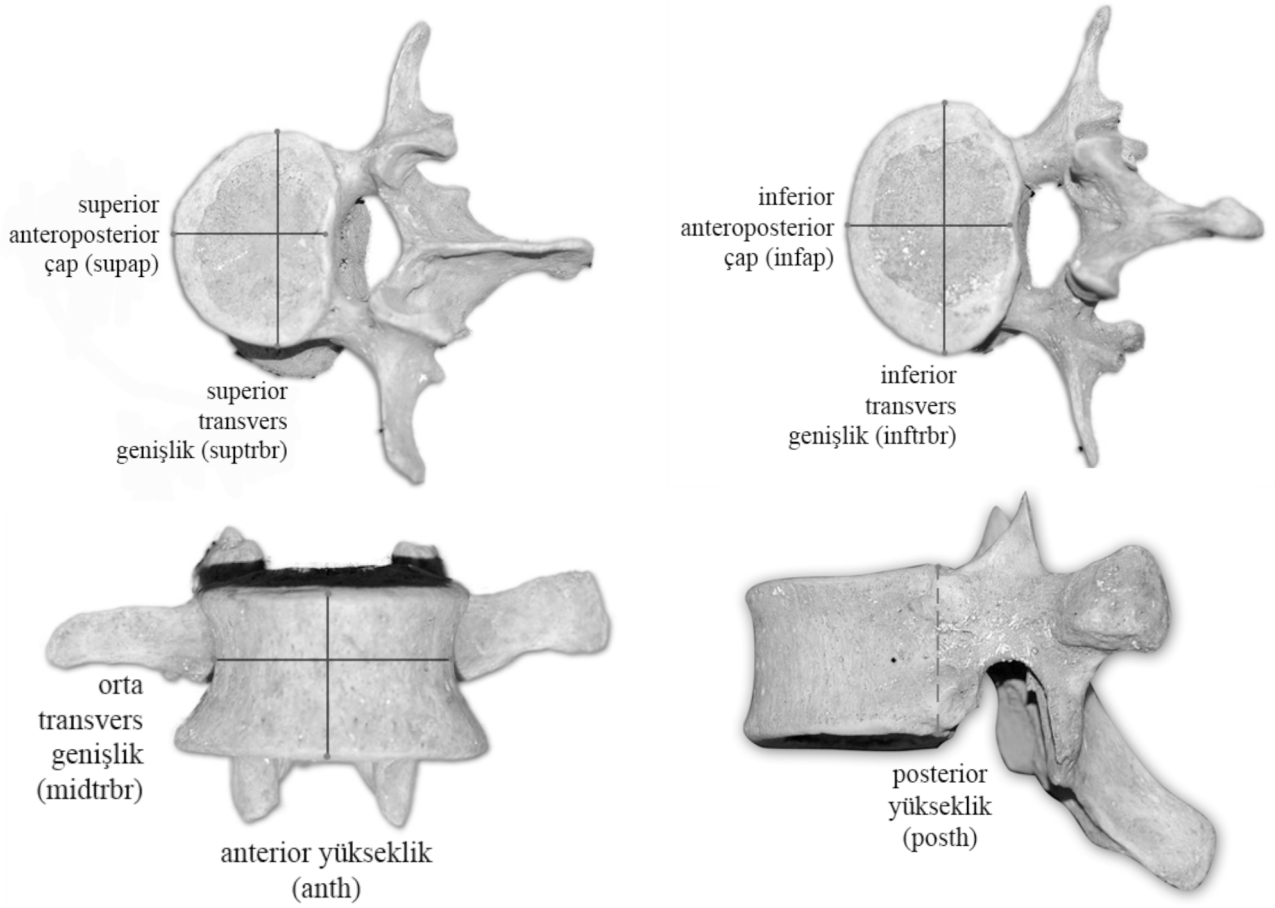 superior
anteroposterior
çap (supap)
superior
transvers
genişlik (suptrbr)
inferior
anteroposterior
çap (infap)
inferior
transvers
genişlik (inftrbr)
orta
transvers
genişlik
(midtrbr)
anterior yükseklik
(anth)
posterior
yükseklik
(posth)